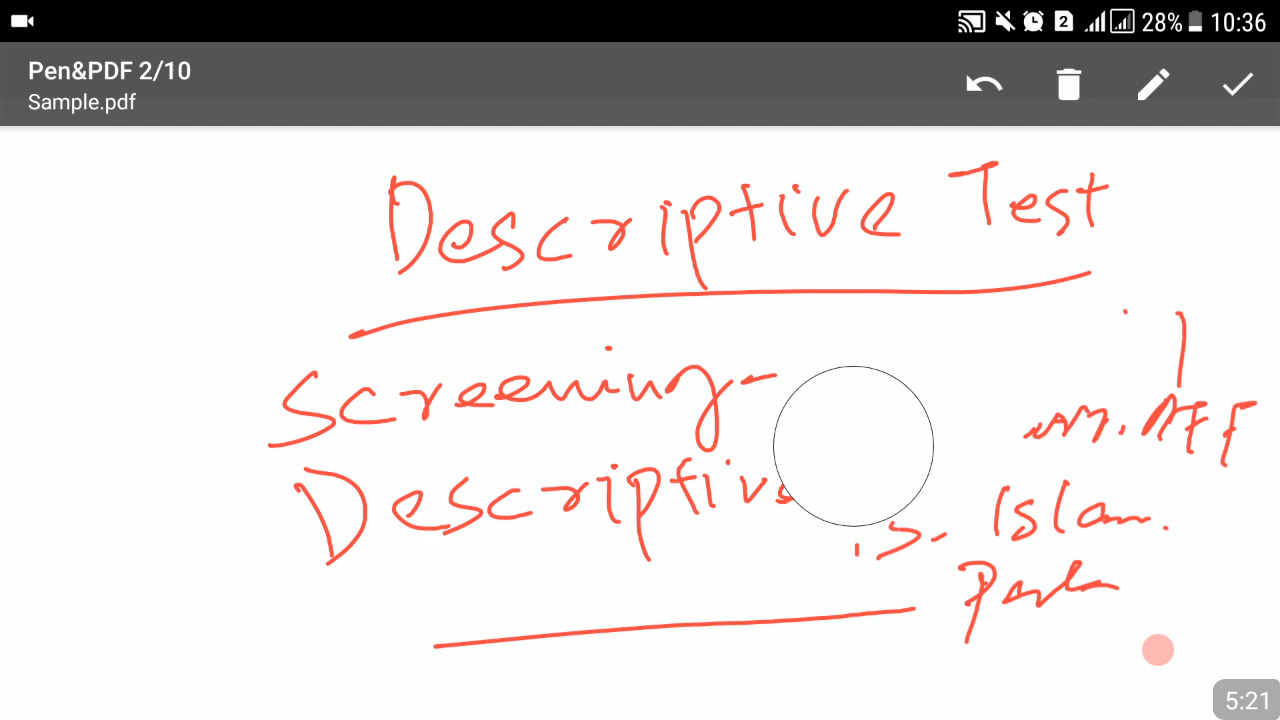 28% 10:36
Pen&PDF 2/10
Sample.pdf
Descriptive Test
Screening-
Descriptive
Islam.
5:21